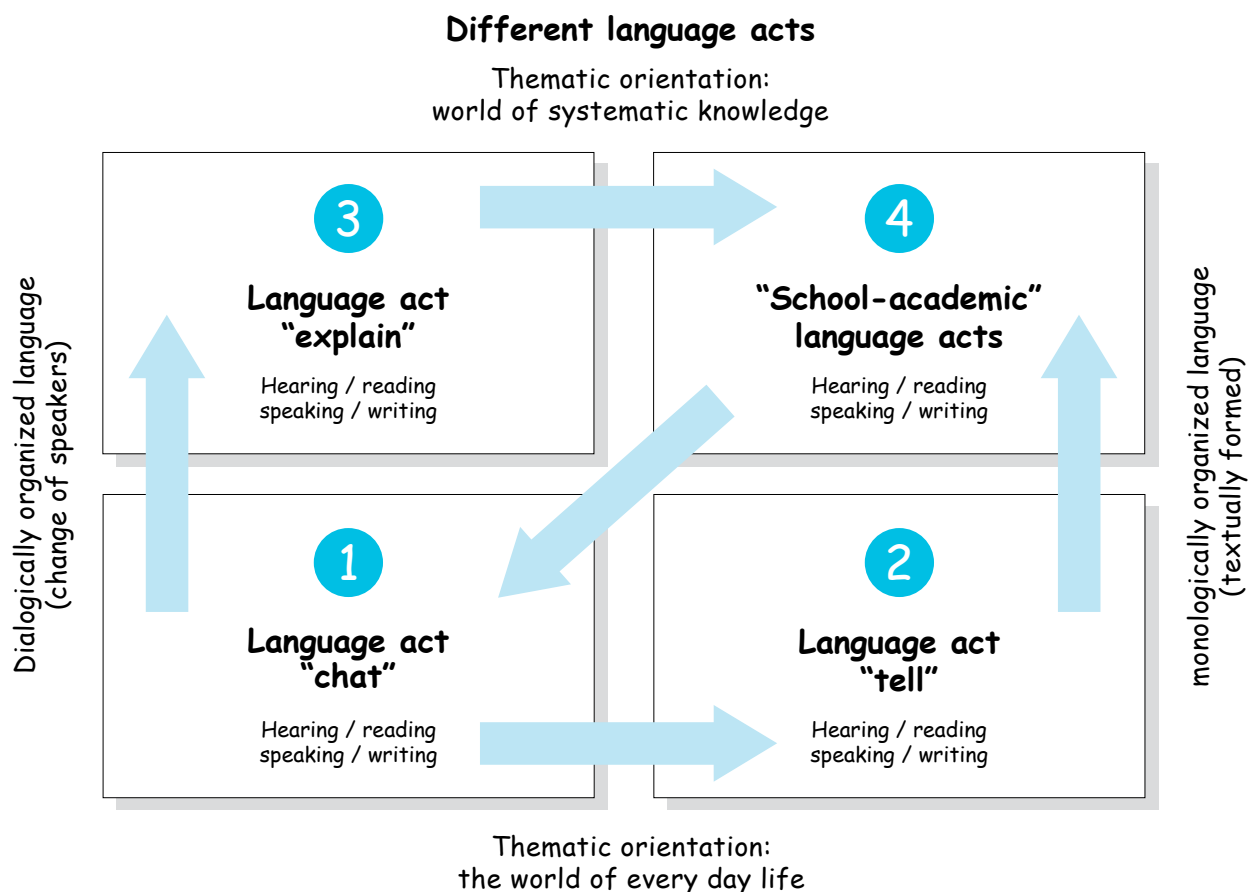 Different language acts
Thematic orientation:
world of systematic knowledge
Dialogically organized language
(change of speakers)
3
Language act
“explain”
Hearing / reading
speaking / writing
4
“School-academic”
language acts
Hearing / reading
speaking / writing
monologically organized language
(textually formed)
1
Language act
“chat”
Hearing / reading
speaking / writing
2
Language act
“tell”
Hearing / reading
speaking / writing
Thematic orientation:
the world of every day life